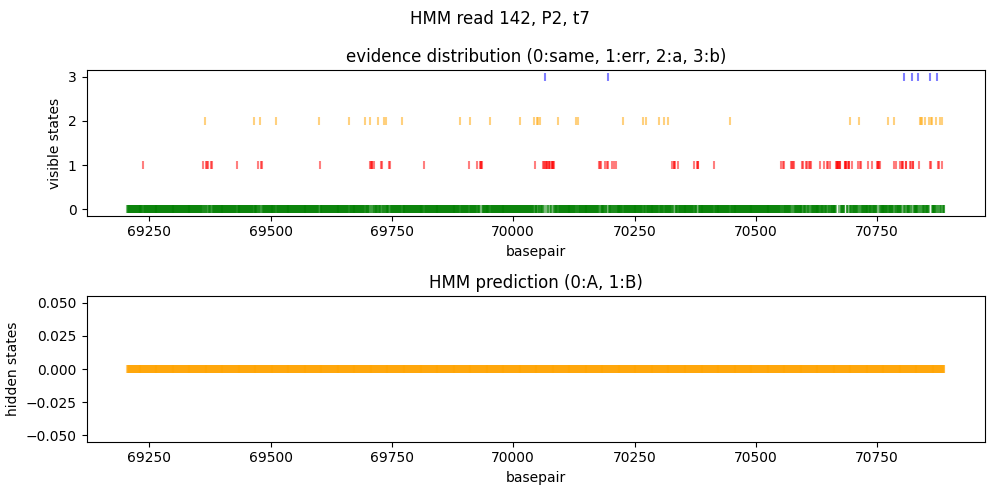 HMM read 142, P2, t7
evidence distribution (0:same, 1:err, 2:a, 3:b)
visible states
3
2
1
0
69250 69500 69750 70000 70250 70500 70750
basepair
HMM prediction (0:A, 1:B)
hidden states
0.050
0.025
0.000
−0.025
−0.050
69250 69500 69750 70000 70250 70500 70750
basepair